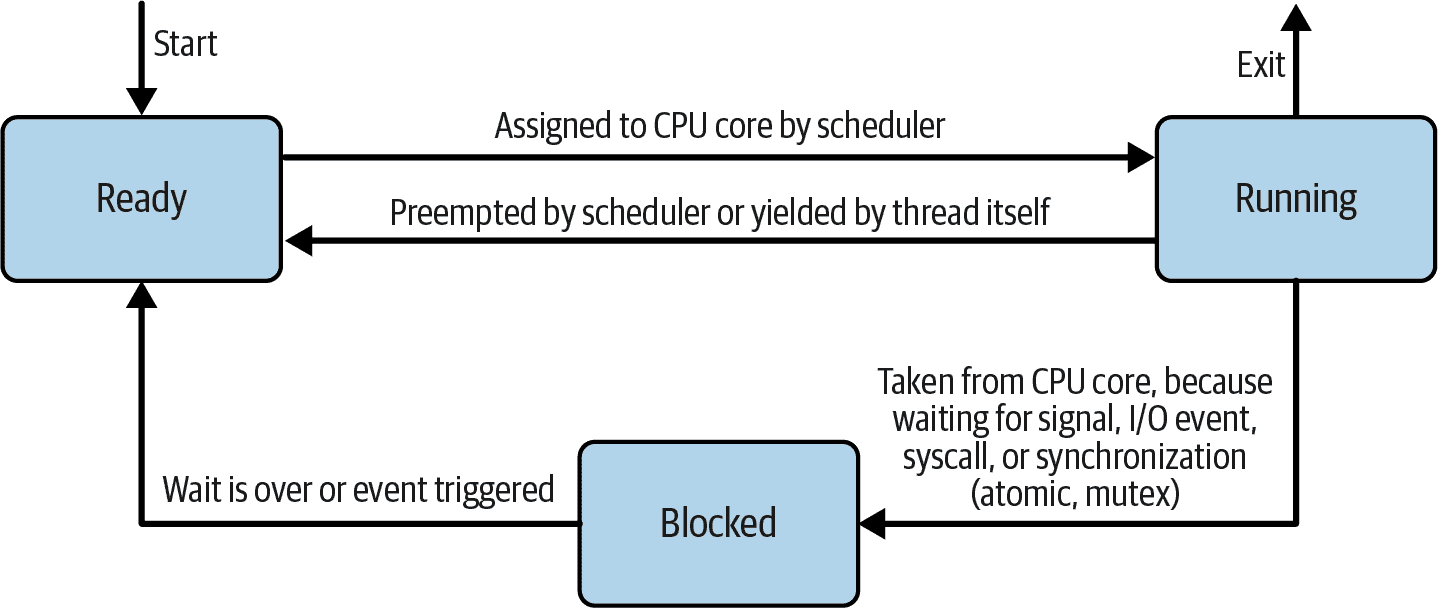 Start
Exit
Assigned to CPU core by scheduler
Ready
Running
Preempted by scheduler or yielded by thread itself
Taken from CPU core, because
waiting for signal, I/O event,
syscall, or synchronization
(atomic, mutex)
Wait is over or event triggered
Blocked